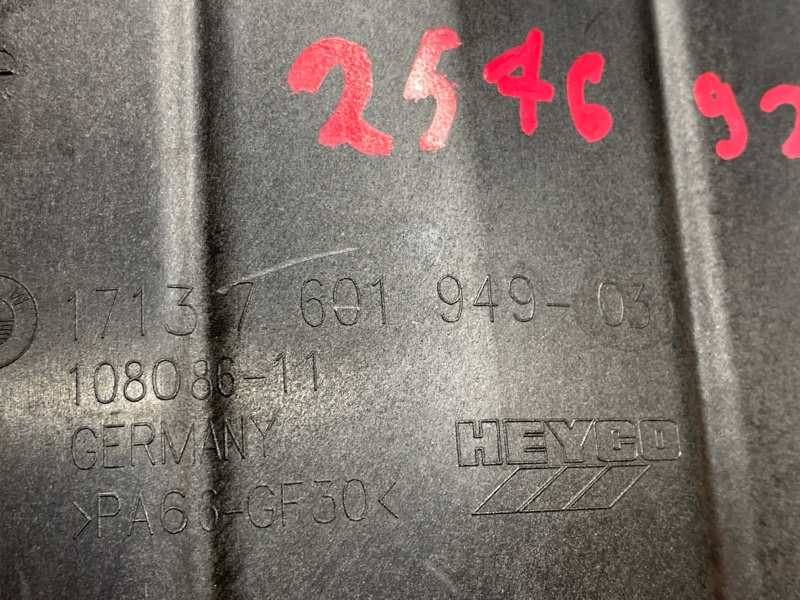 2546 92
1713 7 601 949-03
108086-11
GERMANY
HEYCO
>PA66-GF30<